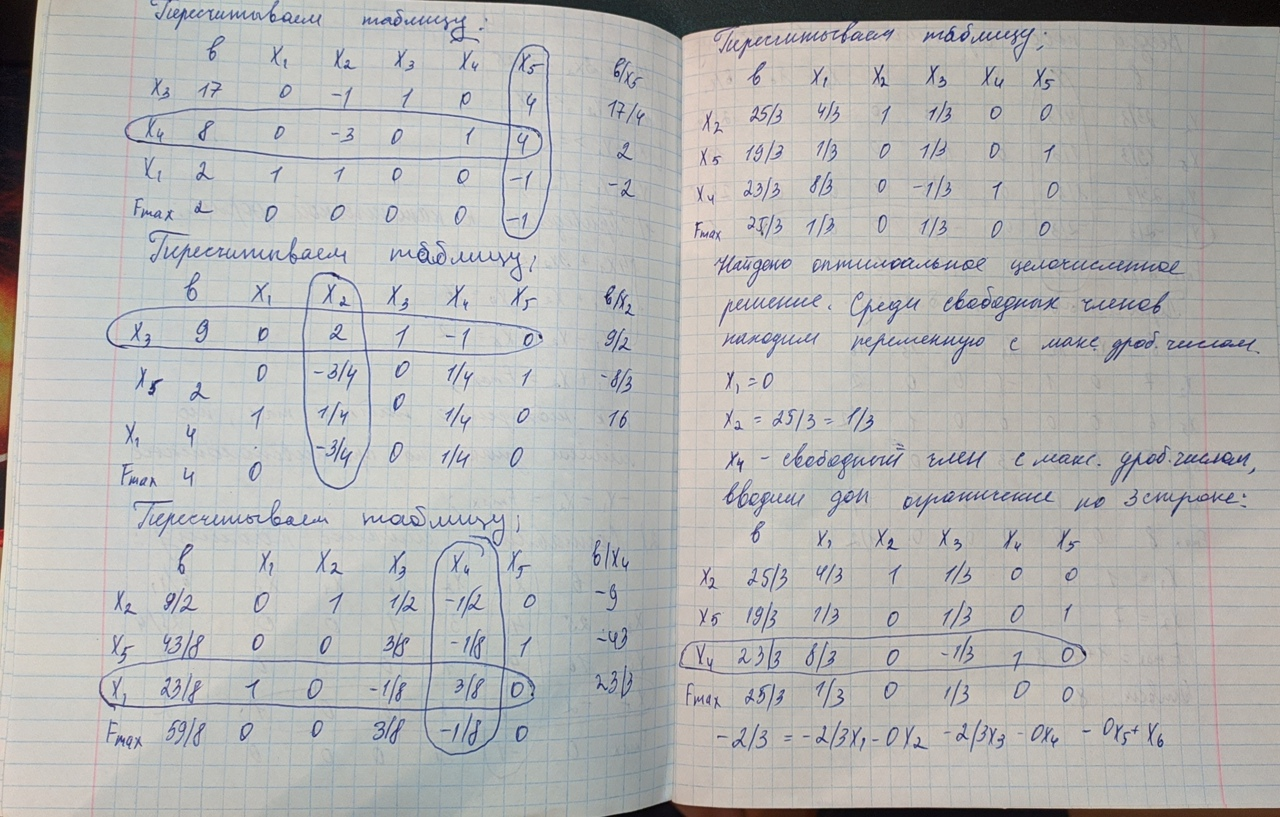 Пересчитываем таблицу:
в X₁ X₂ X₃ X₄ X₅ в/x₅
X₃ 17 0 -1 1 0 4 17/4
X₄ 8 0 -3 0 1 4 2
X₁ 2 1 1 0 0 -1 -2
Fmax 2 0 0 0 0 -1
Пересчитываем таблицу;
в X₁ X₂ X₃ X₄ X₅ в/x₂
X₃ 9 0 2 1 -1 0 9/2
X₅ 2 0 -3/4 0 1/4 1 -8/3
X₁ 4 1 1/4 0 1/4 0 16
Fmax 4 0 -3/4 0 1/4 0
Пересчитываем таблицу;
в X₁ X₂ X₃ X₄ X₅ в/x₄
X₂ 9/2 0 1 1/2 -1/2 0 -9
X₅ 43/8 0 0 3/8 -1/8 1 -43
X₁ 23/8 1 0 -1/8 3/8 0 23/3
Fmax 59/8 0 0 3/8 -1/8 0
Пересчитываем таблицу;
в X₁ X₂ X₃ X₄ X₅
X₂ 25/3 4/3 1 1/3 0 0
X₅ 19/3 1/3 0 1/3 0 1
X₄ 23/3 8/3 0 -1/3 1 0
Fmax 25/3 1/3 0 1/3 0 0
Найдено оптимоальное целочисленное
решение. Среди свободных членов
находим переменную с макс. дроб. числом.
X₁ = 0
X₂ = 25/3 = 1/3
X₄ - свободный член с макс. дроб. числом,
вводим доп ограничение по 3 строке:
в X₁ X₂ X₃ X₄ X₅
X₂ 25/3 4/3 1 1/3 0 0
X₅ 19/3 1/3 0 1/3 0 1
X₄ 23/3 8/3 0 -1/3 1 0
Fmax 25/3 1/3 0 1/3 0 0
-2/3 = -2/3x₁ - 0x₂ - 2/3x₃ - 0x₄ - 0x₅ + x₆